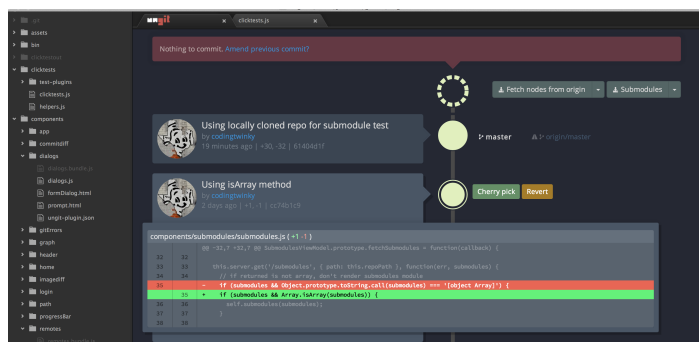 .git
assets
bin
clicktests
test-plugins
clicktests.js
helpers.js
components
app
commitdiff
dialogs
dialogs.bundle.js
dialogs.js
formDialog.html
prompt.html
ungit-plugin.json
gitErrors
graph
header
home
imagediff
login
path
progressBar
remotes
ungit x
clicktests.js x
Nothing to commit. Amend previous commit?
Fetch nodes from origin
Submodules
Using locally cloned repo for submodule test
by codingtwinky
19 minutes ago | +30, -32 | 61404d1f
master
origin/master
Using isArray method
by codingtwinky
2 days ago | +1, -1 | cc74b1c9
Cherry pick
Revert
components/submodules/submodules.js ( +1 -1 )
@@ -32,7 +32,7 @@ SubmodulesViewModel.prototype.fetchSubmodules = function(callback) {
32 32
33 33 this.server.get('/submodules', { path: this.repoPath }, function(err, submodules) {
34 34 // if returned is not array, don't render submodules module
35 - if (submodules && Object.prototype.toString.call(submodules) === '[object Array]') {
35 + if (submodules && Array.isArray(submodules)) {
36 36 self.submodules(submodules);
37 37 }
38 38